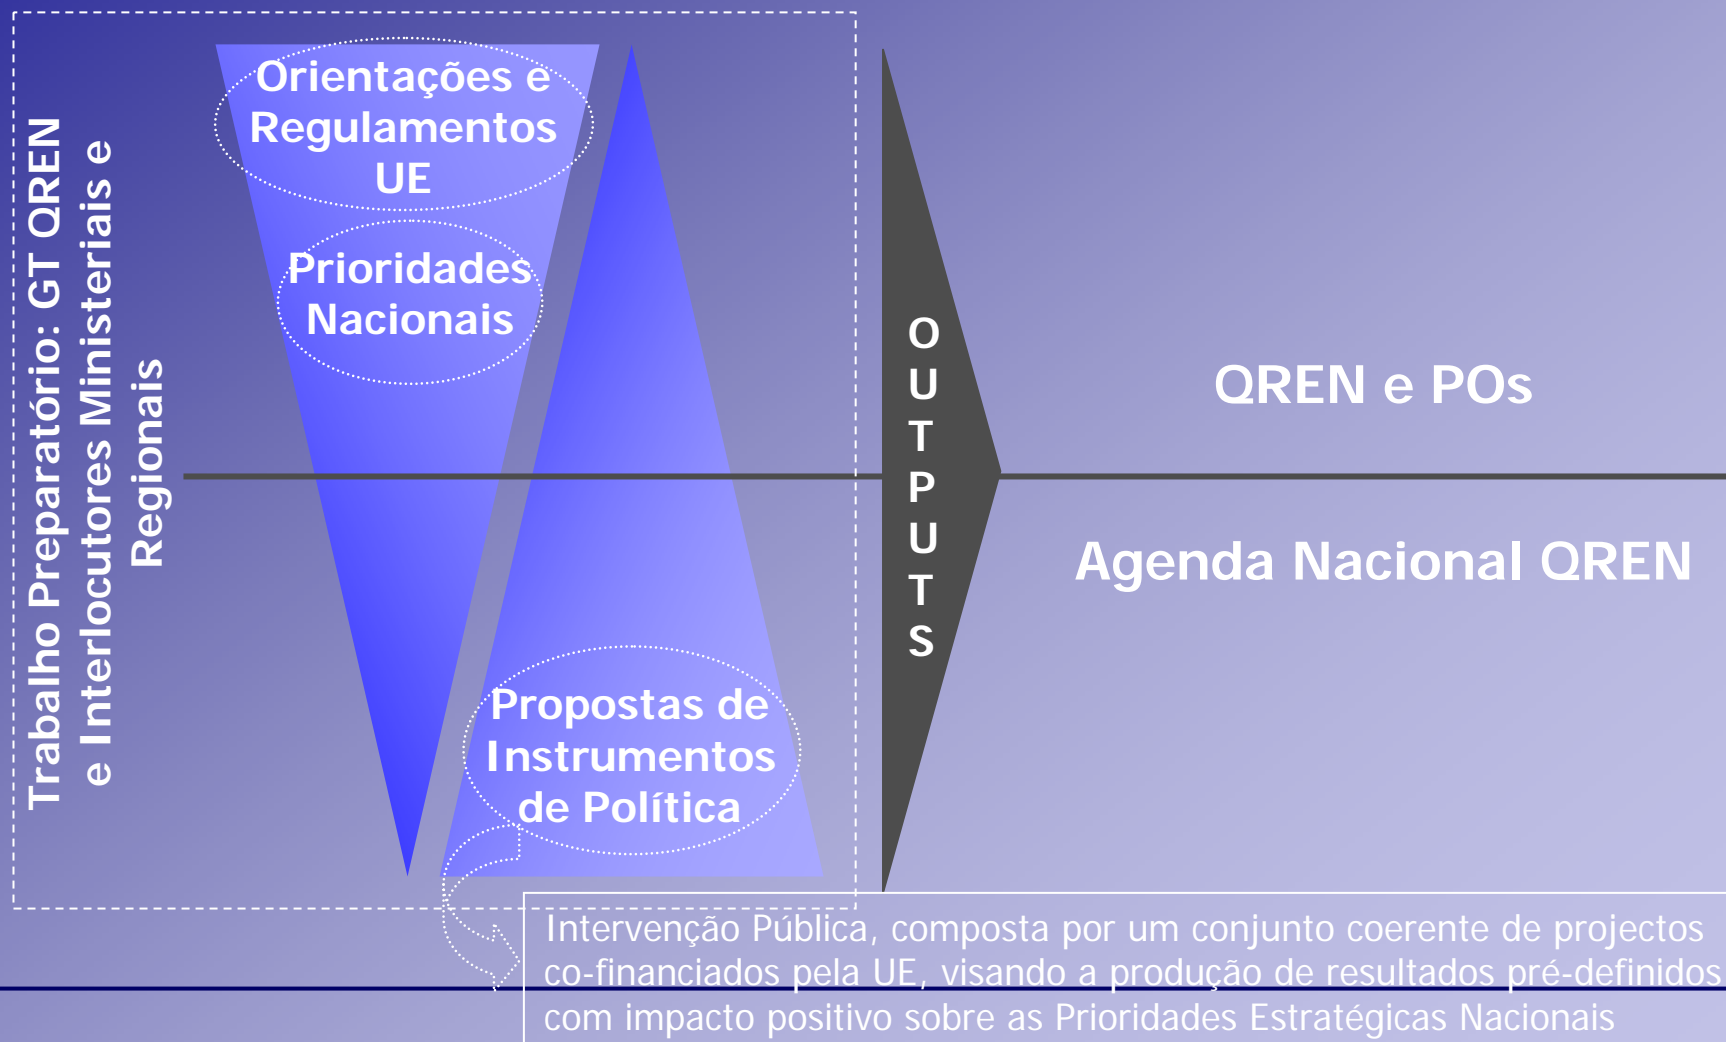 Trabalho Preparatório: GT QREN
e Interlocutores Ministeriais e
Regionais
Orientações e
Regulamentos
UE
Prioridades
Nacionais
Propostas de
Instrumentos
de Política
O
U
T
P
U
T
S
QREN e POs
Agenda Nacional QREN
Intervenção Pública, composta por um conjunto coerente de projectos
co-financiados pela UE, visando a produção de resultados pré-definidos
com impacto positivo sobre as Prioridades Estratégicas Nacionais